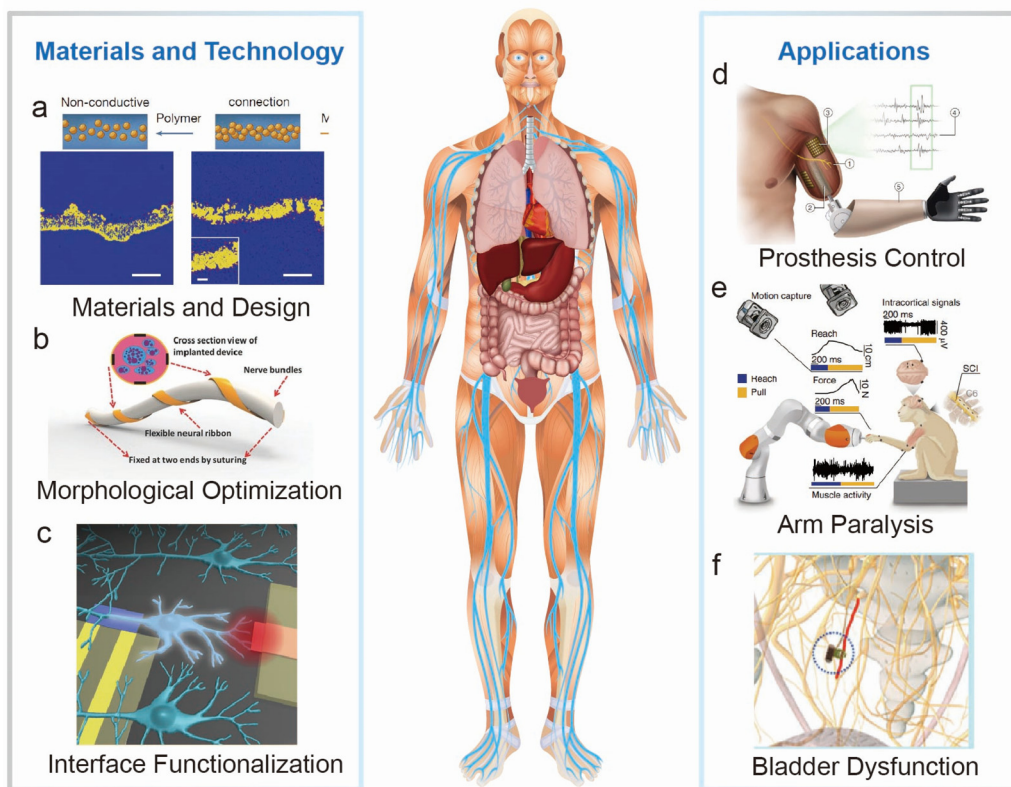 Materials and Technology
a
Non-conductive
Polymer
connection
Materials and Design
b
Cross section view of
implanted device
Nerve bundles
Flexible neural ribbon
Fixed at two ends by suturing
Morphological Optimization
c
Interface Functionalization
Applications
d
3
4
1
2
5
Prosthesis Control
e
Motion capture
Intracortical signals
200 ms
400 µV
Reach
200 ms
10 cm
Force
200 ms
10 N
Heach
Pull
SCI
C6
Muscle activity
Arm Paralysis
f
Bladder Dysfunction